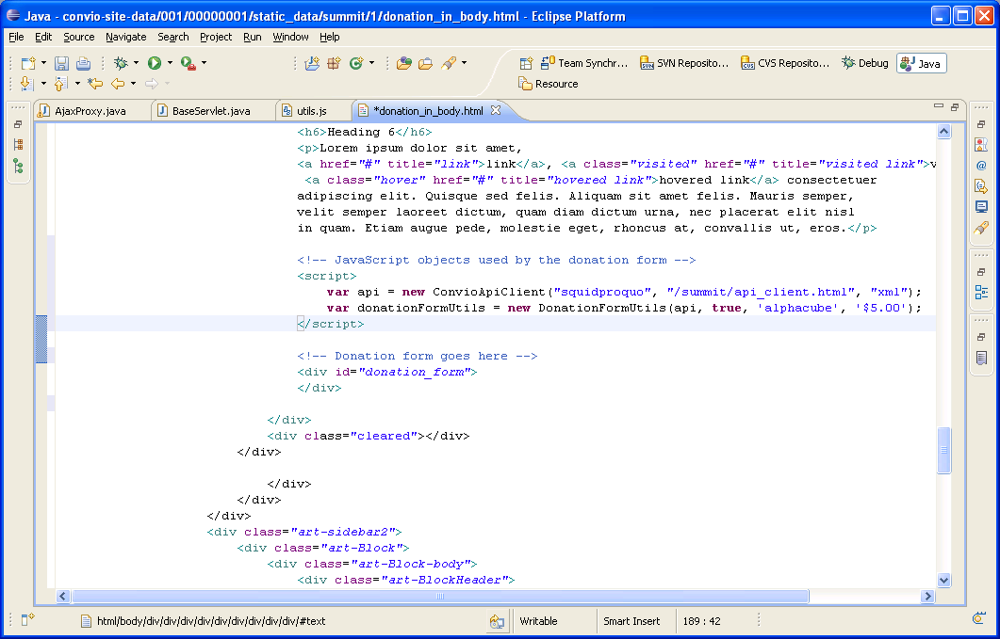 Java - convio-site-data/001/00000001/static_data/summit/1/donation_in_body.html - Eclipse Platform
File Edit Source Navigate Search Project Run Window Help
Team Synchr... SVN Reposito... CVS Reposito... Debug Java
Resource
AjaxProxy.java BaseServlet.java utils.js *donation_in_body.html
<h6>Heading 6</h6>
<p>Lorem ipsum dolor sit amet,
<a href="#" title="link">link</a>, <a class="visited" href="#" title="visited link">v
<a class="hover" href="#" title="hovered link">hovered link</a> consectetuer
adipiscing elit. Quisque sed felis. Aliquam sit amet felis. Mauris semper,
velit semper laoreet dictum, quam diam dictum urna, nec placerat elit nisl
in quam. Etiam augue pede, molestie eget, rhoncus at, convallis ut, eros.</p>
<!-- JavaScript objects used by the donation form -->
<script>
var api = new ConvioApiClient("squidproquo", "/summit/api_client.html", "xml");
var donationFormUtils = new DonationFormUtils(api, true, 'alphacube', '$5.00');
</script>
<!-- Donation form goes here -->
<div id="donation_form">
</div>
</div>
<div class="cleared"></div>
</div>
</div>
</div>
</div>
<div class="art-sidebar2">
<div class="art-Block">
<div class="art-Block-body">
<div class="art-BlockHeader">
html/body/div/div/div/div/div/div/div/div/div/#text Writable Smart Insert 189 : 42